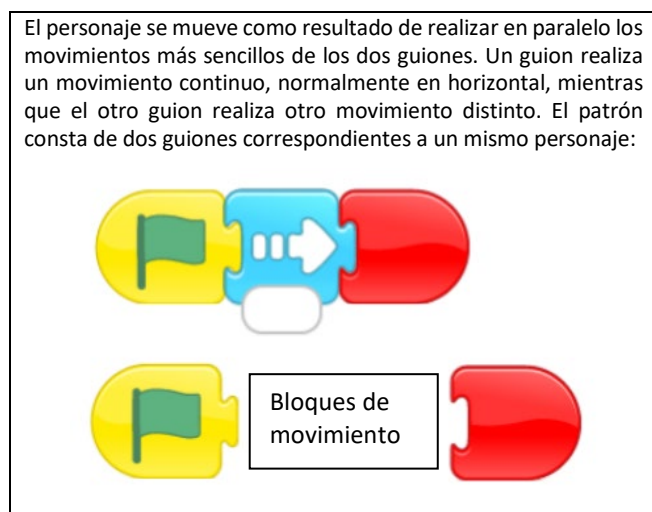 El personaje se mueve como resultado de realizar en paralelo los
movimientos más sencillos de los dos guiones. Un guion realiza
un movimiento continuo, normalmente en horizontal, mientras
que el otro guion realiza otro movimiento distinto. El patrón
consta de dos guiones correspondientes a un mismo personaje:
Bloques de
movimiento